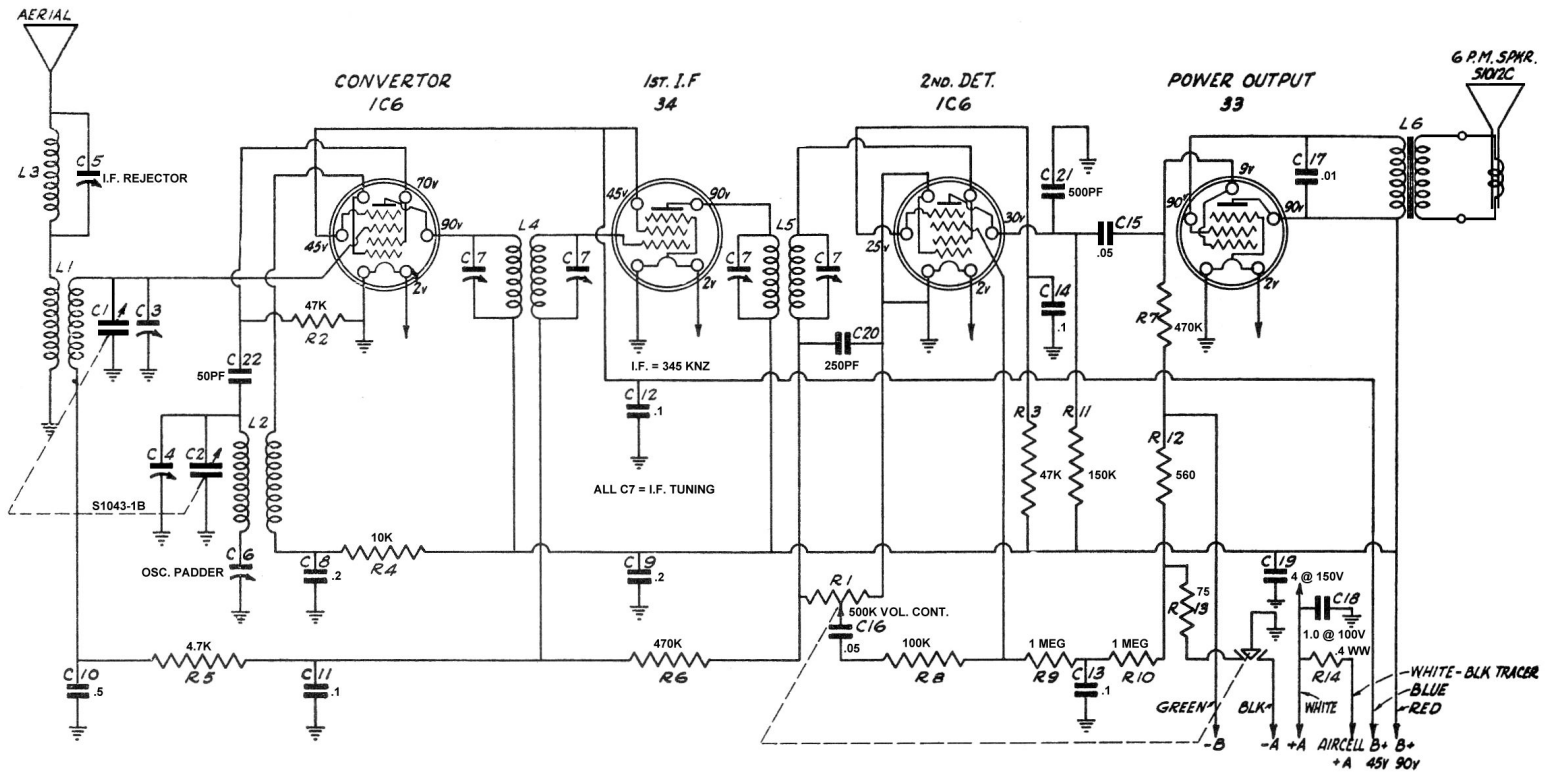 AERIAL
CONVERTOR
1C6
1ST. I.F
34
2ND. DET.
1C6
POWER OUTPUT
33
6 P.M. SPKR.
S1012C
L3
C5
I.F. REJECTOR
70v
45v
90v
2v
L4
C7
C7
45v
90v
2v
C7
L5
C7
25v
30v
2v
C21
500PF
C15
.05
9v
90v
90v
2v
C17
.01
L6
L1
C1
C3
47K
R2
C22
50PF
I.F. = 345 KNZ
C20
250PF
C14
.1
R7
470K
C12
.1
C4
C2
L2
S1043-1B
ALL C7 = I.F. TUNING
R3
47K
R11
150K
R12
560
C6
OSC. PADDER
C8
.2
10K
R4
C9
.2
R1
500K VOL. CONT.
C16
.05
C19
4 @ 150V
75
R13
C18
1.0 @ 100V
.4 WW
R14
C10
.5
4.7K
R5
C11
.1
470K
R6
100K
R8
1 MEG
R9
C13
.1
1 MEG
R10
WHITE-BLK TRACER
BLUE
RED
GREEN
BLK
WHITE
-B
-A
+A
AIRCELL
+A
B+
45V
B+
90V